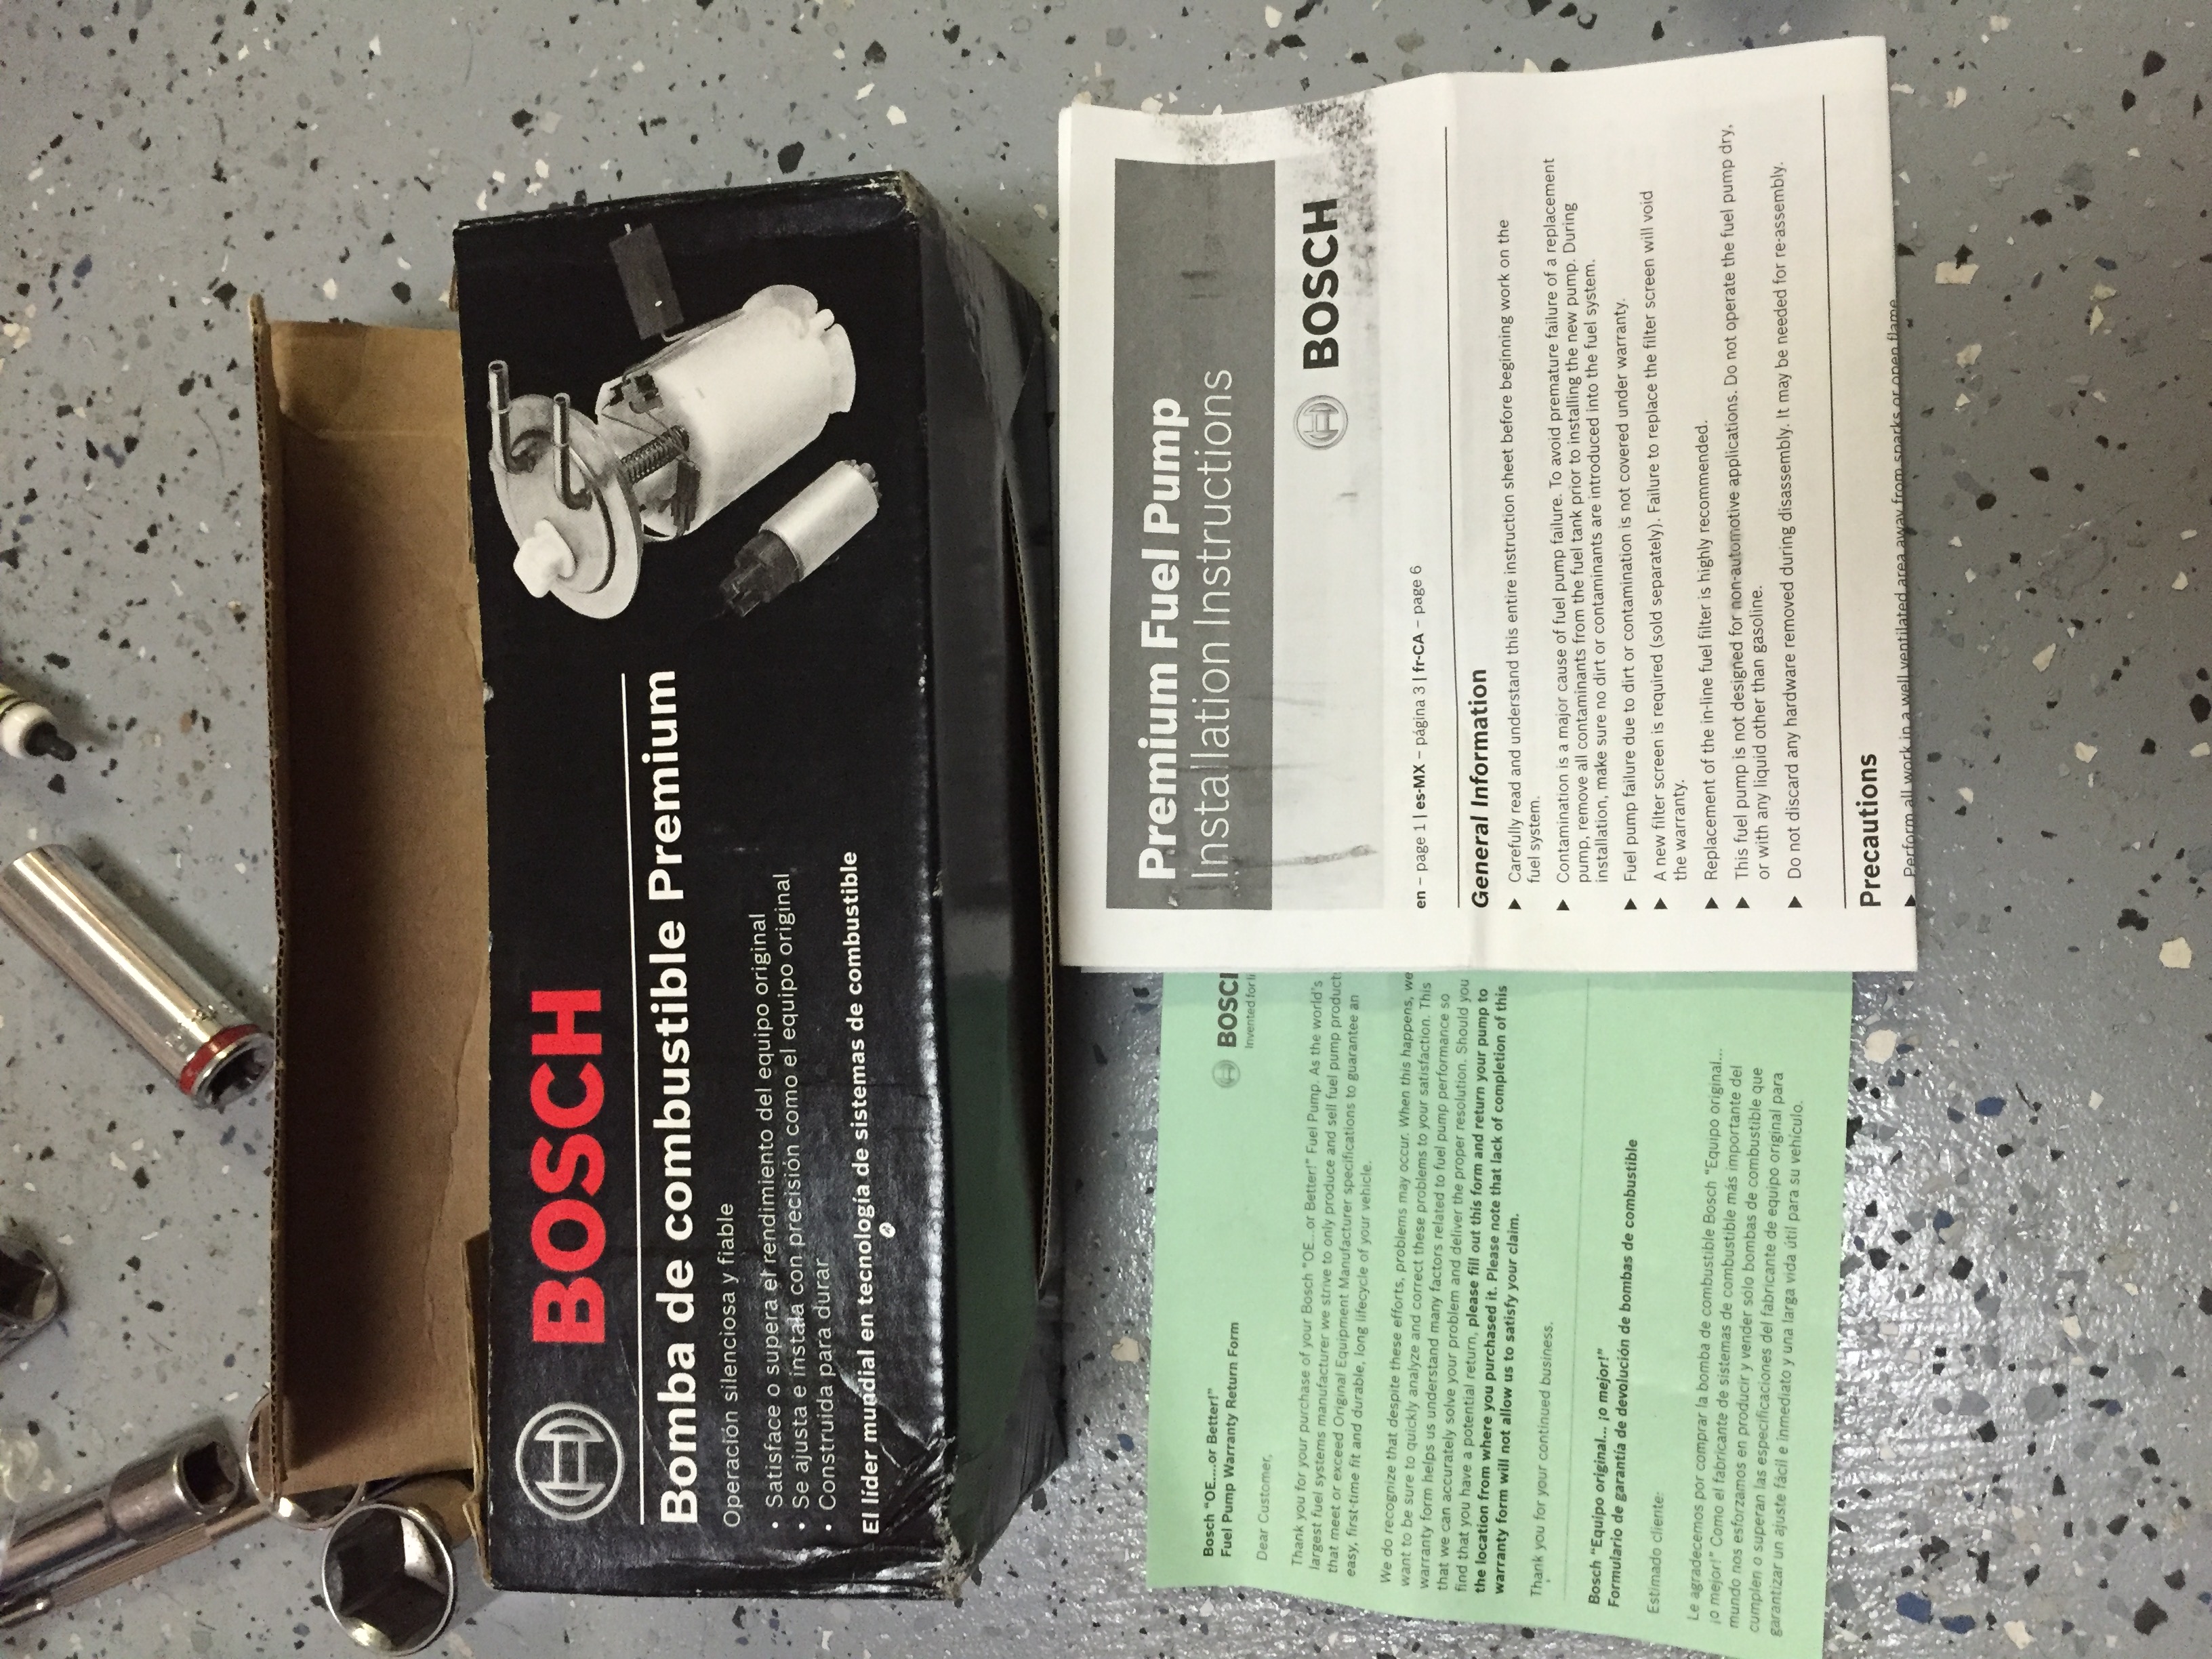 BOSCH
Bomba de combustible Premium
Operación silenciosa y fiable
• Satisface o supera el rendimiento del equipo original
• Se ajusta e instala con precisión como el equipo original
• Construida para durar
El líder mundial en tecnología de sistemas de combustible
Premium Fuel Pump
Installation Instructions
BOSCH
en – page 1 | es-MX – página 3 | fr-CA – page 6
General Information
▶ Carefully read and understand this entire instruction sheet before beginning work on the
fuel system.
▶ Contamination is a major cause of fuel pump failure. To avoid premature failure of a replacement
pump, remove all contaminants from the fuel tank prior to installing the new pump. During
installation, make sure no dirt or contaminants are introduced into the fuel system.
▶ Fuel pump failure due to dirt or contamination is not covered under warranty.
▶ A new filter screen is required (sold separately). Failure to replace the filter screen will void
the warranty.
▶ Replacement of the in-line fuel filter is highly recommended.
▶ This fuel pump is not designed for non-automotive applications. Do not operate the fuel pump dry,
or with any liquid other than gasoline.
▶ Do not discard any hardware removed during disassembly. It may be needed for re-assembly.
Precautions
▶ Perform all work in a well ventilated area away from sparks or open flame
BOSCH
Invented for li
Bosch "OE.....or Better!"
Fuel Pump Warranty Return Form
Dear Customer,
Thank you for your purchase of your Bosch "OE...or Better!" Fuel Pump. As the world's
largest fuel systems manufacturer we strive to only produce and sell fuel pump product
that meet or exceed Original Equipment Manufacturer specifications to guarantee an
easy, first-time fit and durable, long lifecycle of your vehicle.
We do recognize that despite these efforts, problems may occur. When this happens, we
want to be sure to quickly analyze and correct these problems to your satisfaction. This
warranty form helps us understand many factors related to fuel pump performance so
that we can accurately solve your problem and deliver the proper resolution. Should you
find that you have a potential return, please fill out this form and return your pump to
the location from where you purchased it. Please note that lack of completion of this
warranty form will not allow us to satisfy your claim.
Thank you for your continued business.
Bosch "Equipo original... ¡o mejor!"
Formulario de garantía de devolución de bombas de combustible
Estimado cliente:
Le agradecemos por comprar la bomba de combustible Bosch "Equipo original...
¡o mejor!" Como el fabricante de sistemas de combustible más importante del
mundo nos esforzamos en producir y vender sólo bombas de combustible que
cumplen o superan las especificaciones del fabricante de equipo original para
garantizar un ajuste fácil e inmediato y una larga vida útil para su vehículo.